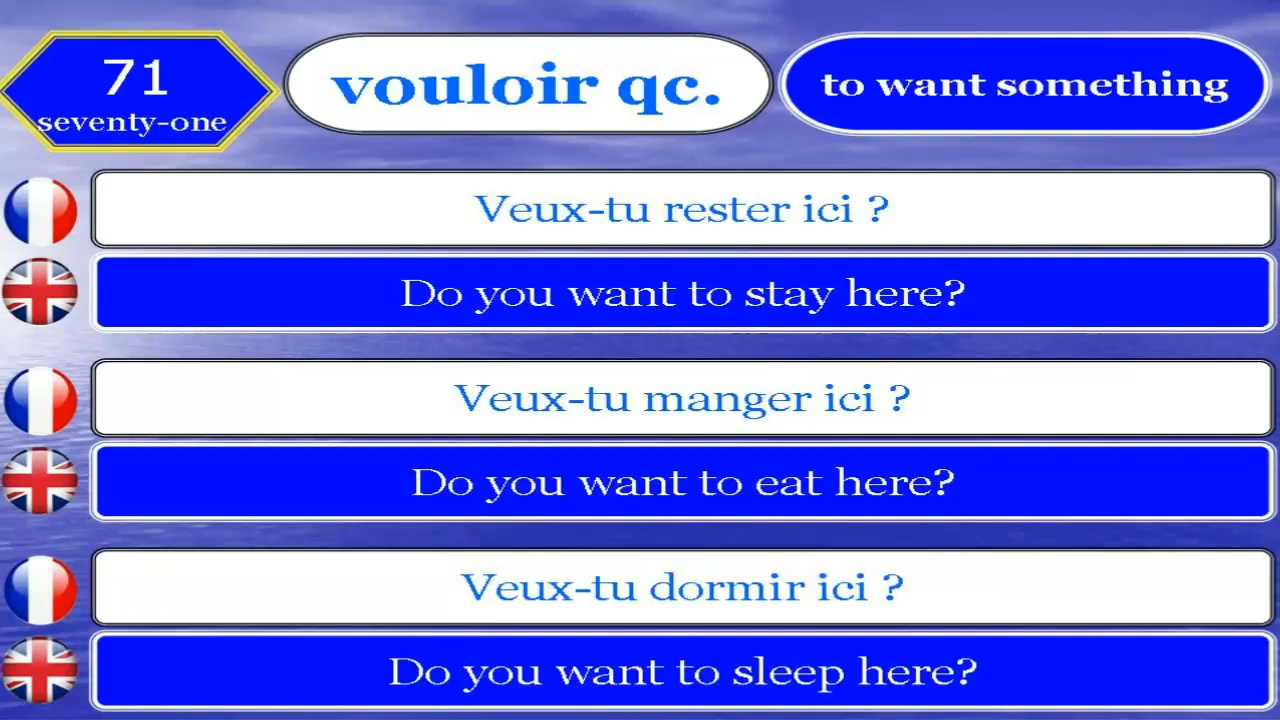 71
seventy-one
vouloir qc.
to want something
Veux-tu rester ici ?
Do you want to stay here?
Veux-tu manger ici ?
Do you want to eat here?
Veux-tu dormir ici ?
Do you want to sleep here?